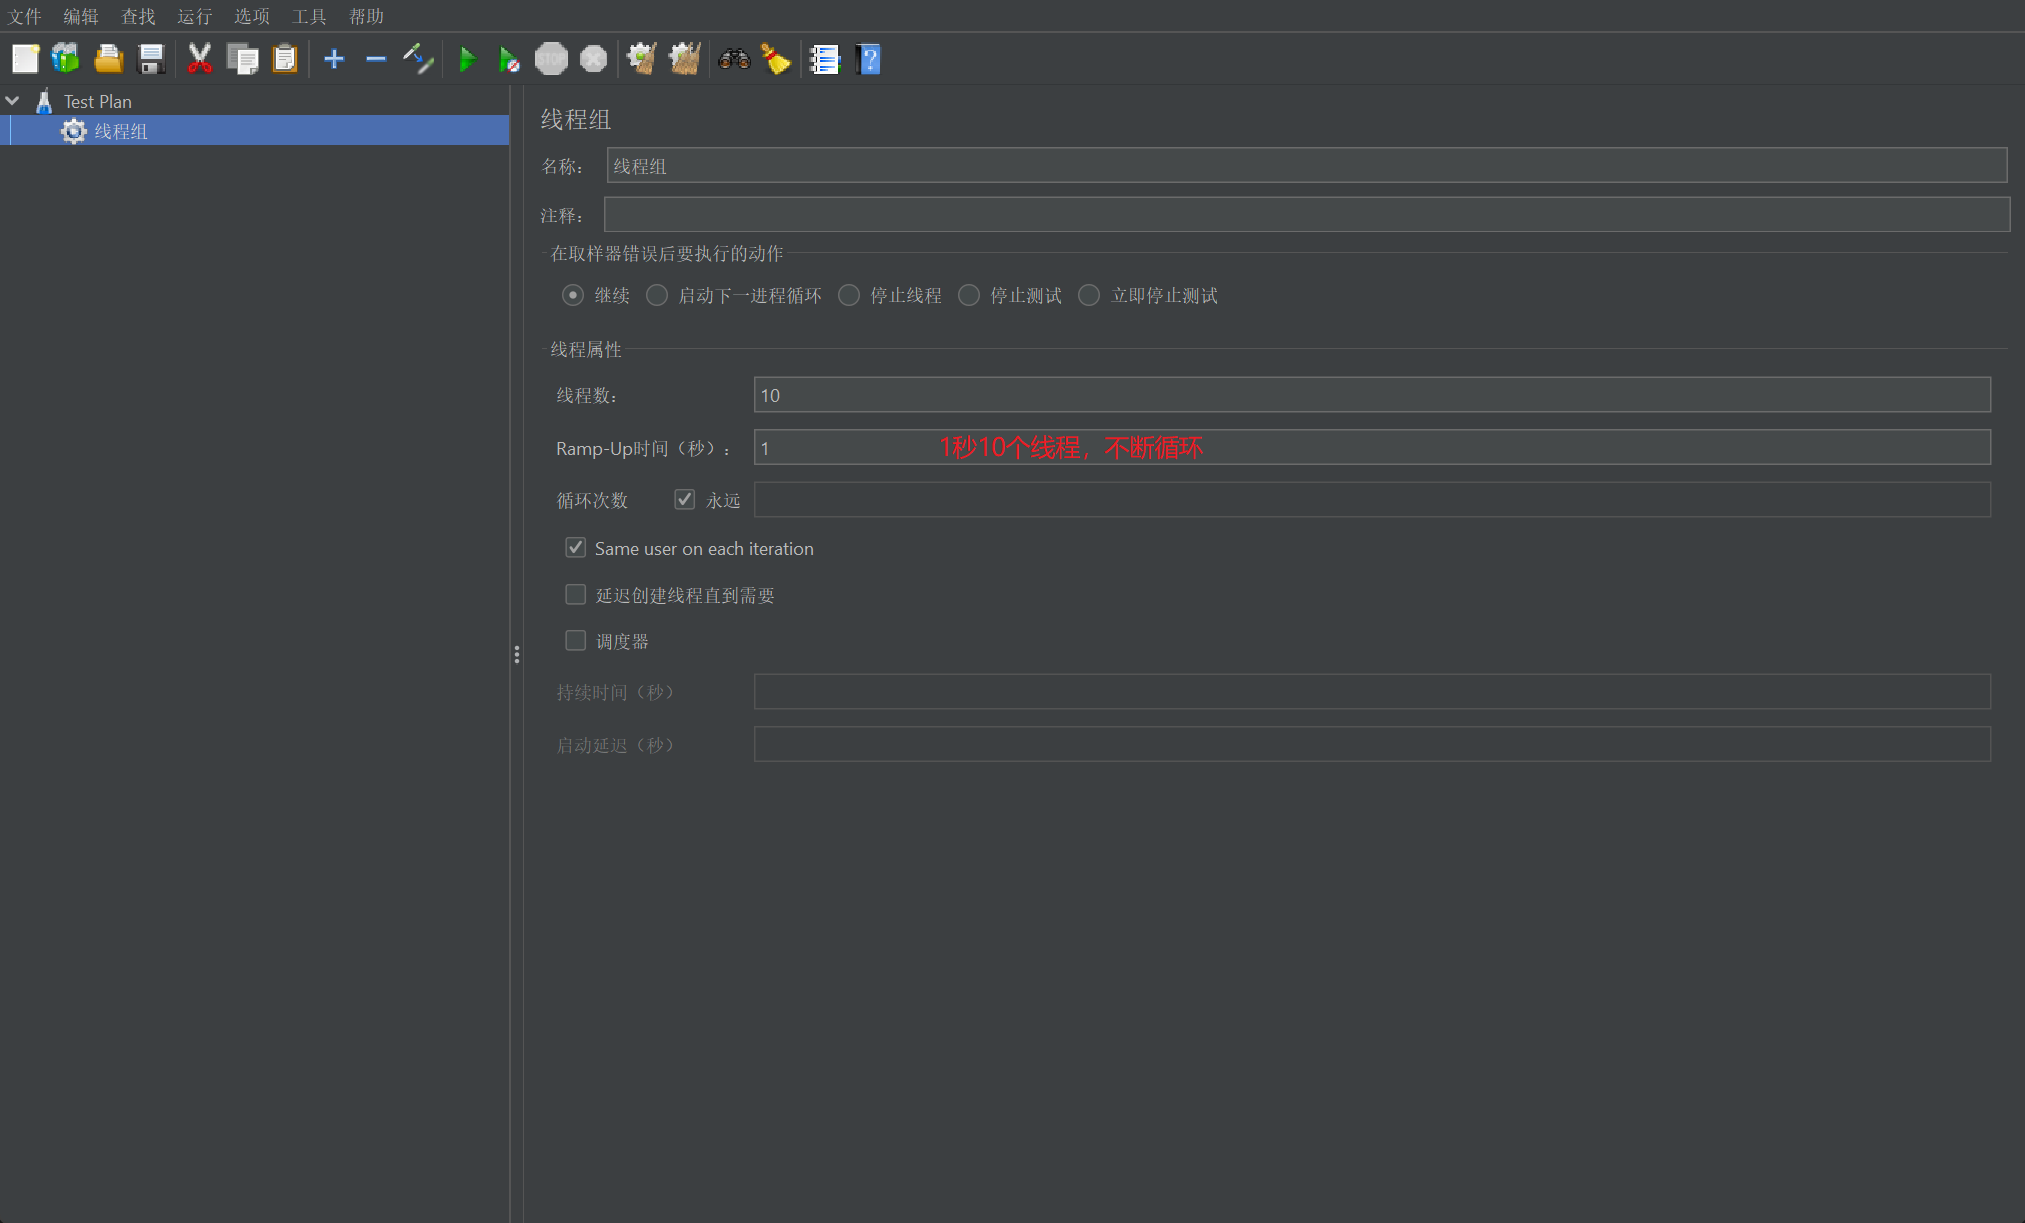 文件 编辑 查找 运行 选项 工具 帮助
STOP
Test Plan
线程组
线程组
名称： 线程组
注释：
在取样器错误后要执行的动作
继续 启动下一进程循环 停止线程 停止测试 立即停止测试
线程属性
线程数： 10
Ramp-Up时间（秒）： 1 1秒10个线程，不断循环
循环次数 永远
Same user on each iteration
延迟创建线程直到需要
调度器
持续时间（秒）
启动延迟（秒）